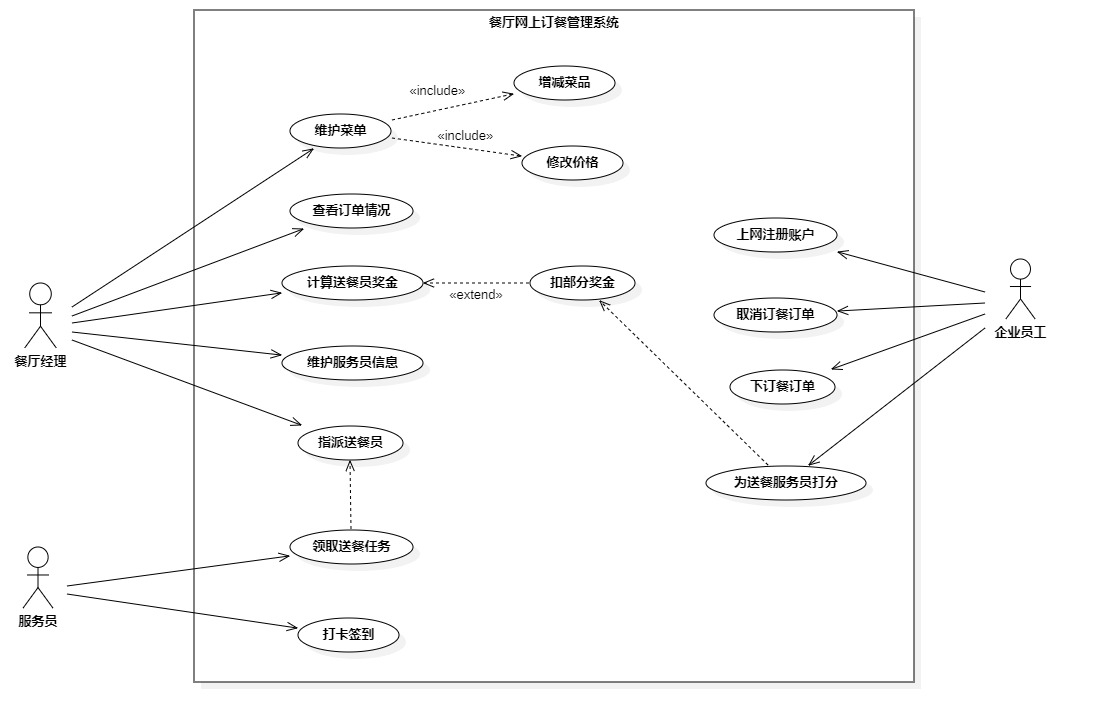 餐厅网上订餐管理系统
增减菜品
«include»
维护菜单
«include»
修改价格
查看订单情况
上网注册账户
计算送餐员奖金
«extend»
扣部分奖金
取消订餐订单
企业员工
餐厅经理
维护服务员信息
下订餐订单
指派送餐员
为送餐服务员打分
领取送餐任务
服务员
打卡签到